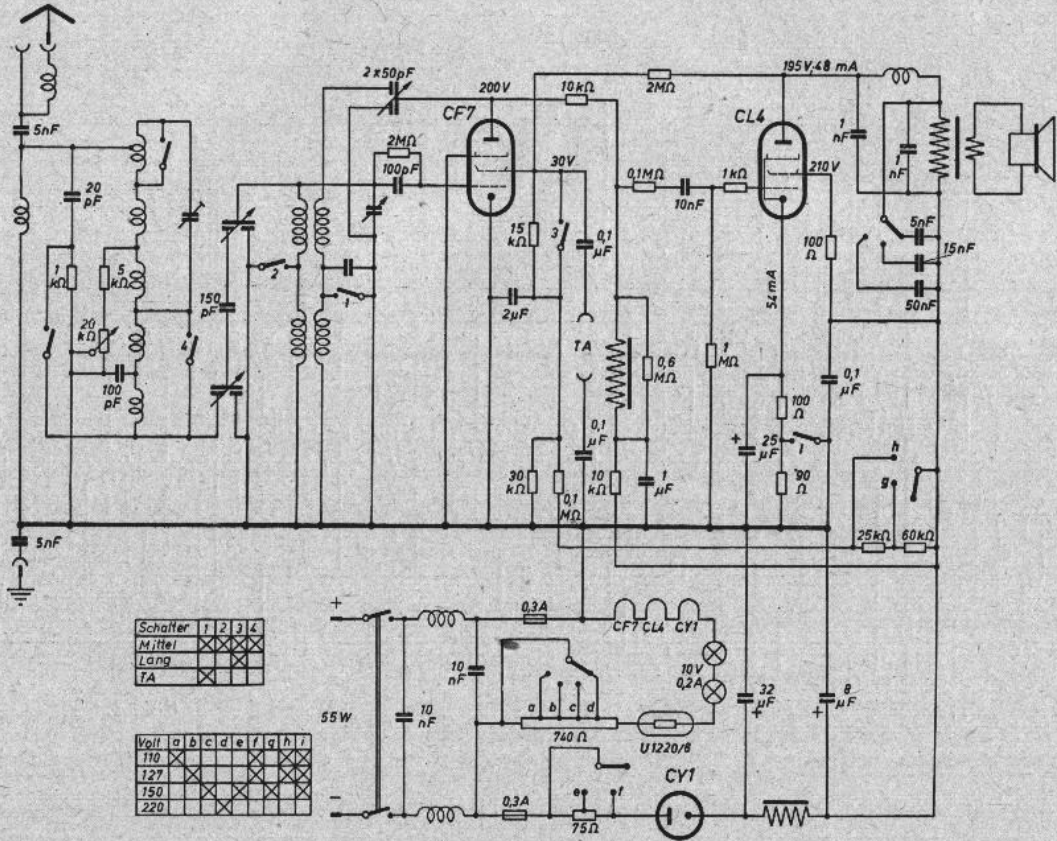 2x50pF
200V
CF7
10kΩ
2MΩ
195V, 48 mA
CL4
5nF
2MΩ
100pF
30V
0,1MΩ
10nF
1kΩ
210V
1 nF
1 nF
20 pF
15 kΩ
3
0,1 µF
100 Ω
5nF
15nF
50nF
1 kΩ
5 kΩ
20 kΩ
150 pF
2
1
2µF
54 mA
4
100 pF
TA
0,6 MΩ
1 MΩ
0,1 µF
100 Ω
0,1 µF
+
25 µF
i
90 Ω
h
g
30 kΩ
0,1 MΩ
10 kΩ
1 µF
25kΩ
60kΩ
5nF
+
0,3A
CF7 CL4 CY1
Schalter 1 2 3 4
Mittel
Lang
TA
10 nF
10V
0,2A
55W
10 nF
a b c d
740 Ω
U1220/6
32 µF
+
8 µF
+
Volt a b c d e f g h i
110
127
150
220
CY1
−
0,3A
e f
75Ω